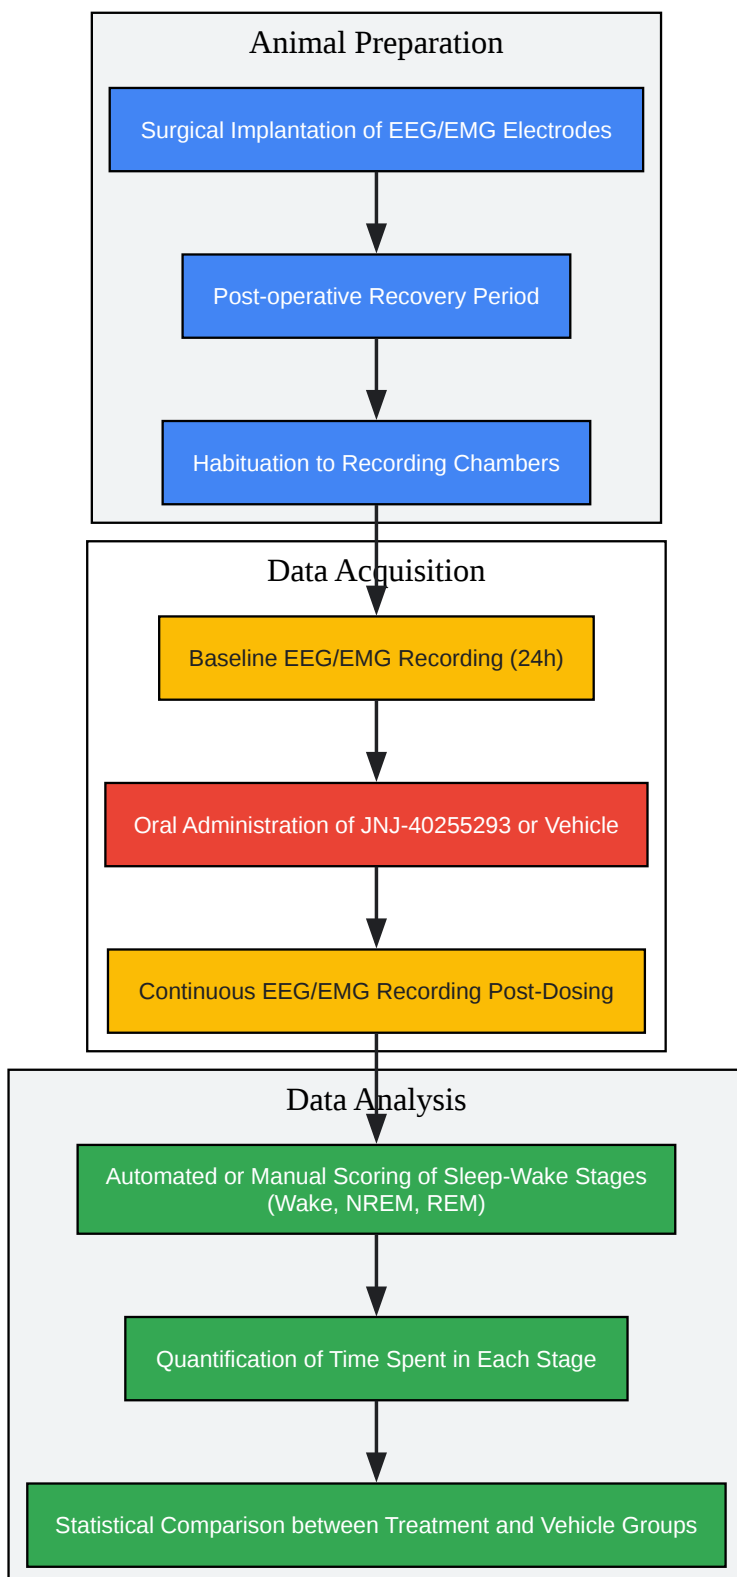 Animal Preparation
Surgical Implantation of EEG/EMG Electrodes
Post-operative Recovery Period
Habituation to Recording Chambers
Data Acquisition
Baseline EEG/EMG Recording (24h)
Oral Administration of JNJ-40255293 or Vehicle
Continuous EEG/EMG Recording Post-Dosing
Data Analysis
Automated or Manual Scoring of Sleep-Wake Stages
(Wake, NREM, REM)
Quantification of Time Spent in Each Stage
Statistical Comparison between Treatment and Vehicle Groups